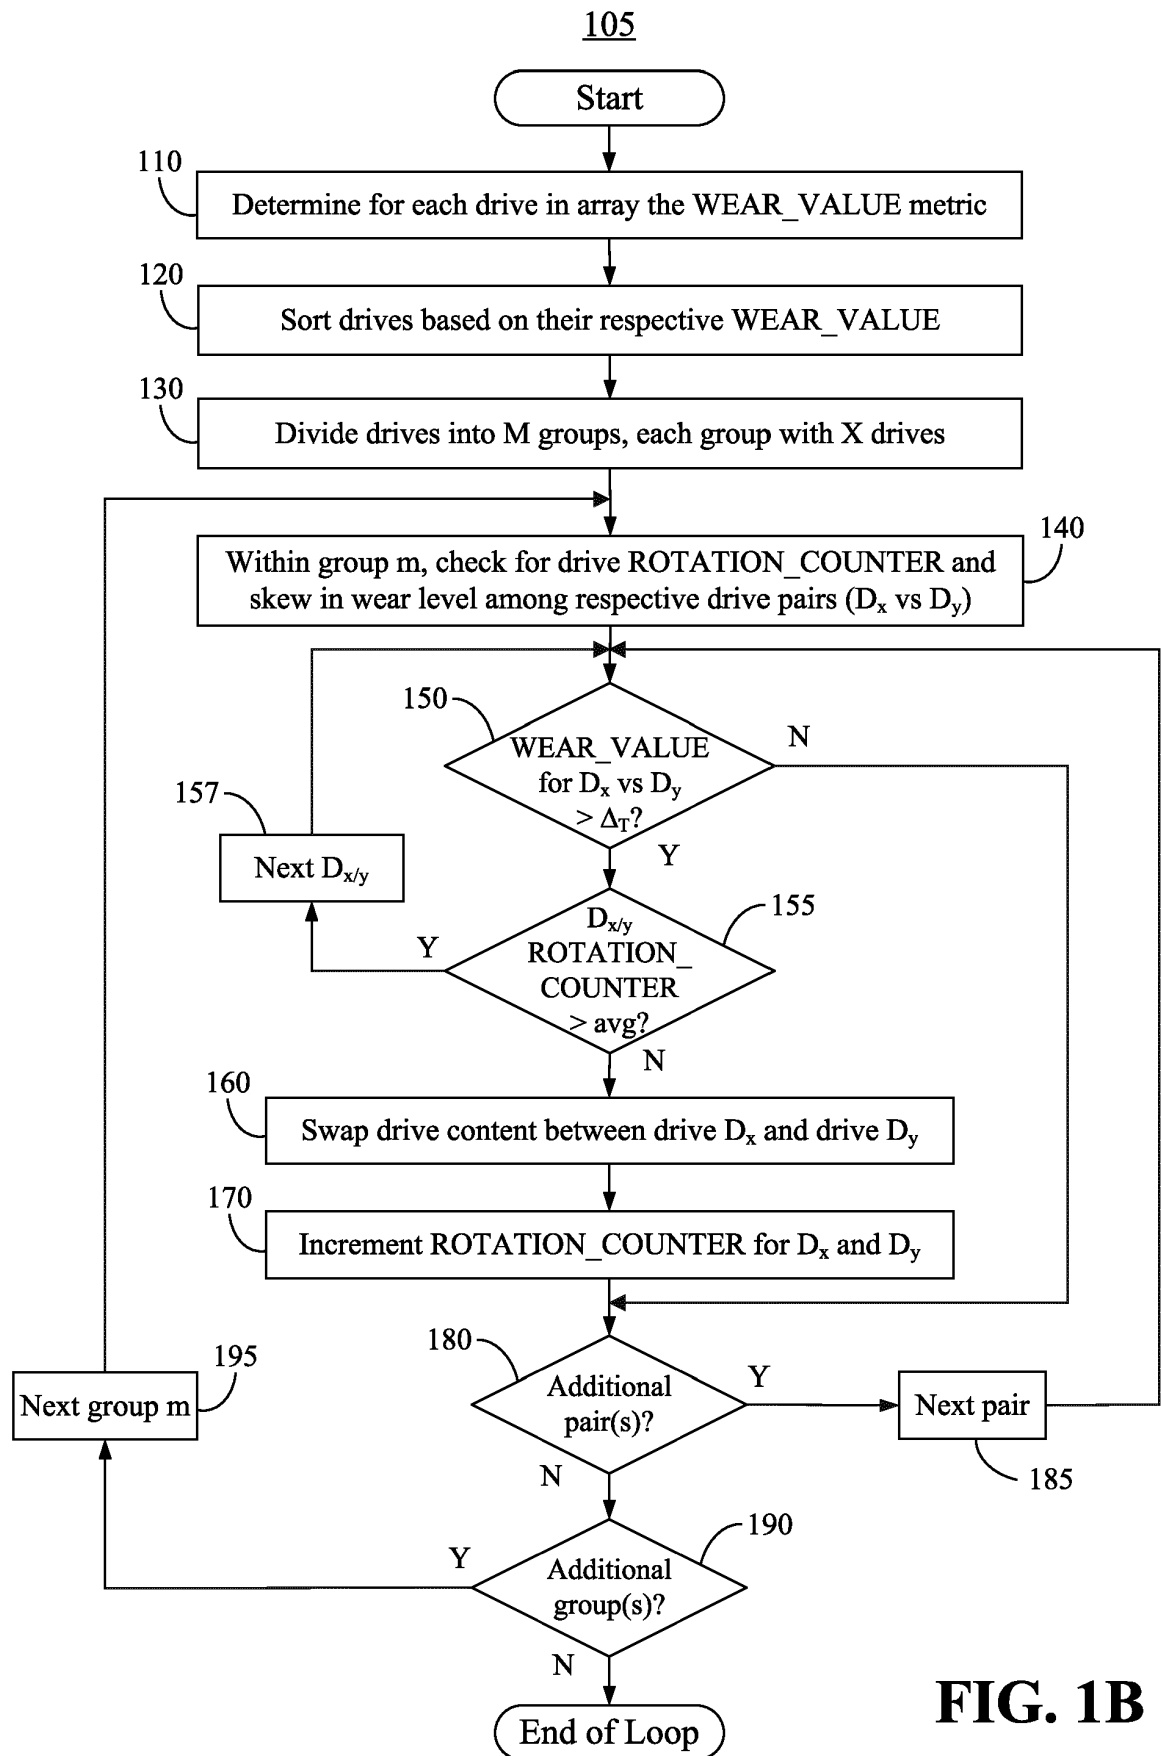 105
Start
110
Determine for each drive in array the WEAR_VALUE metric
120
Sort drives based on their respective WEAR_VALUE
130
Divide drives into M groups, each group with X drives
140
Within group m, check for drive ROTATION_COUNTER and
skew in wear level among respective drive pairs (Dx vs Dy)
150
WEAR_VALUE
for Dx vs Dy
> ΔT?
N
Y
157
Next Dx/y
155
Dx/y
ROTATION_
COUNTER
> avg?
Y
N
160
Swap drive content between drive Dx and drive Dy
170
Increment ROTATION_COUNTER for Dx and Dy
180
Additional
pair(s)?
Y
N
Next pair
185
195
Next group m
190
Additional
group(s)?
Y
N
End of Loop
FIG. 1B